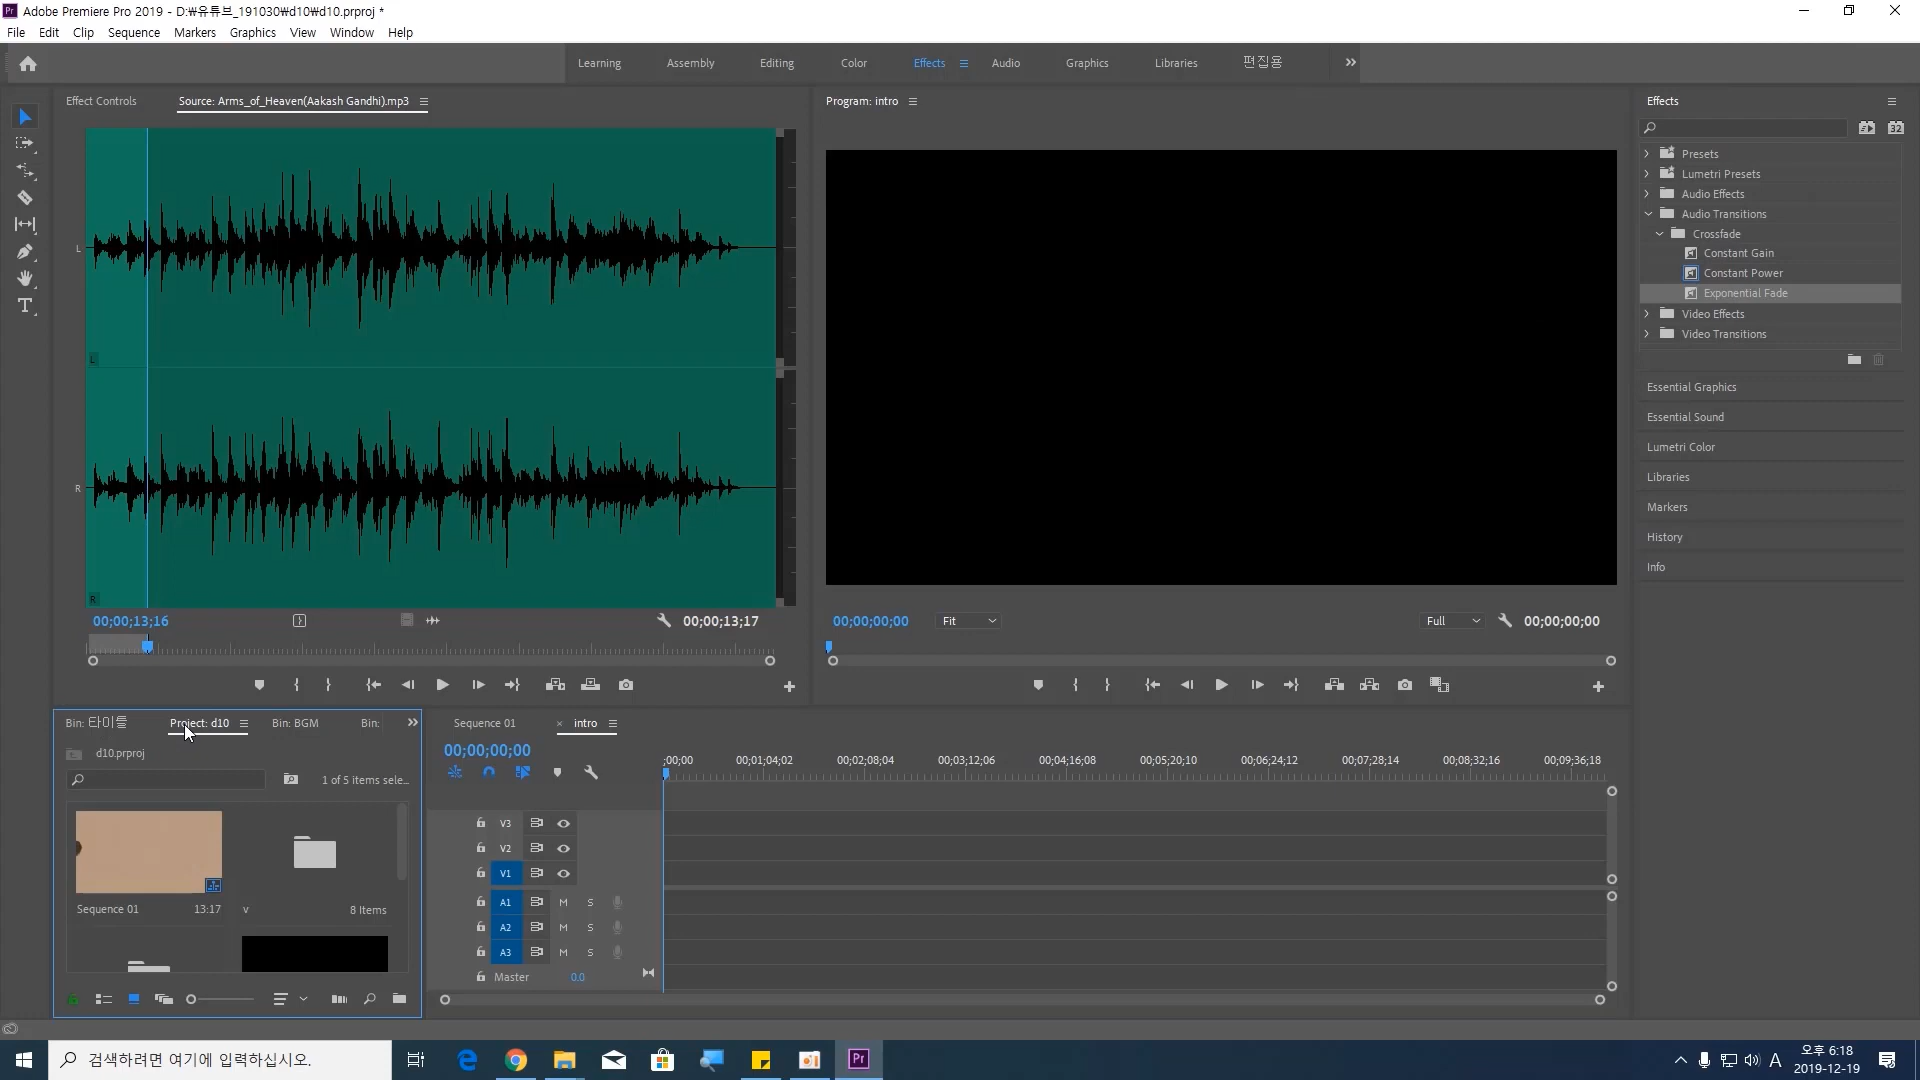 Pr Adobe Premiere Pro 2019 - D:₩유튜브_191030₩d10₩d10.prproj *
File Edit Clip Sequence Markers Graphics View Window Help
Learning Assembly Editing Color Effects Audio Graphics Libraries 편집용
Effect Controls Source: Arms_of_Heaven(Aakash Gandhi).mp3
Program: intro
Effects
32
Presets
Lumetri Presets
Audio Effects
Audio Transitions
Crossfade
Constant Gain
Constant Power
Exponential Fade
Video Effects
Video Transitions
Essential Graphics
Essential Sound
Lumetri Color
Libraries
Markers
History
Info
L
L
R
R
00;00;13;16 00;00;13;17
00;00;00;00 Fit Full 00;00;00;00
Bin: 타이틀 Project: d10 Bin: BGM Bin:
d10.prproj
1 of 5 items sele...
Sequence 01 13:17
v 8 Items
Sequence 01 × intro
00;00;00;00
;00;00 00;01;04;02 00;02;08;04 00;03;12;06 00;04;16;08 00;05;20;10 00;06;24;12 00;07;28;14 00;08;32;16 00;09;36;18
V3
V2
V1
A1 M S
A2 M S
A3 M S
Master 0.0
검색하려면 여기에 입력하십시오.
Pr
A
오후 6:18
2019-12-19